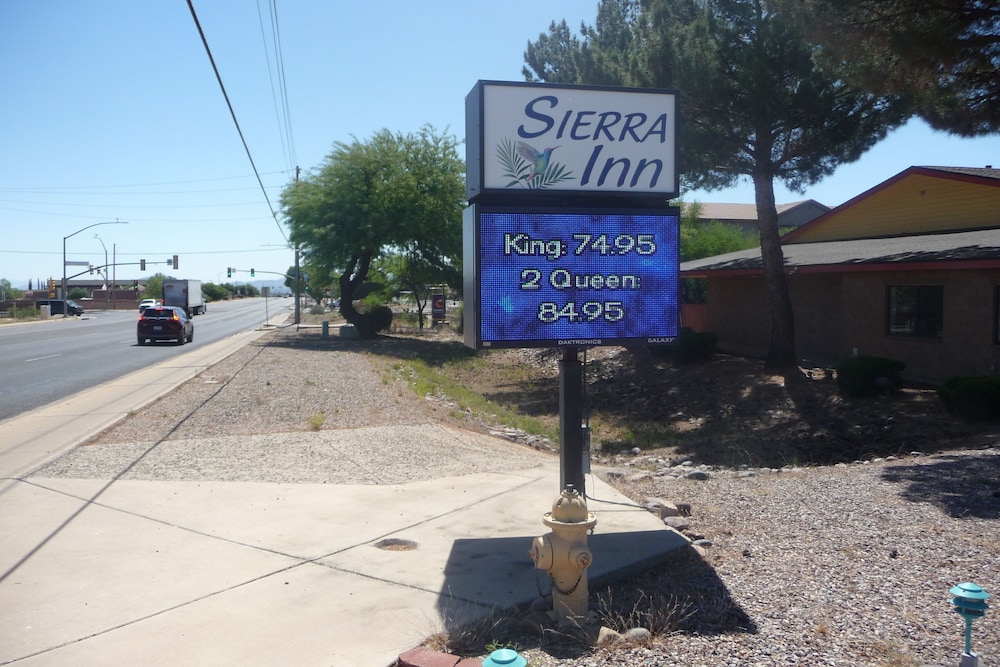 SIERRA
Inn
King: 74.95
2 Queen:
84.95
DAKTRONICS GALAXY